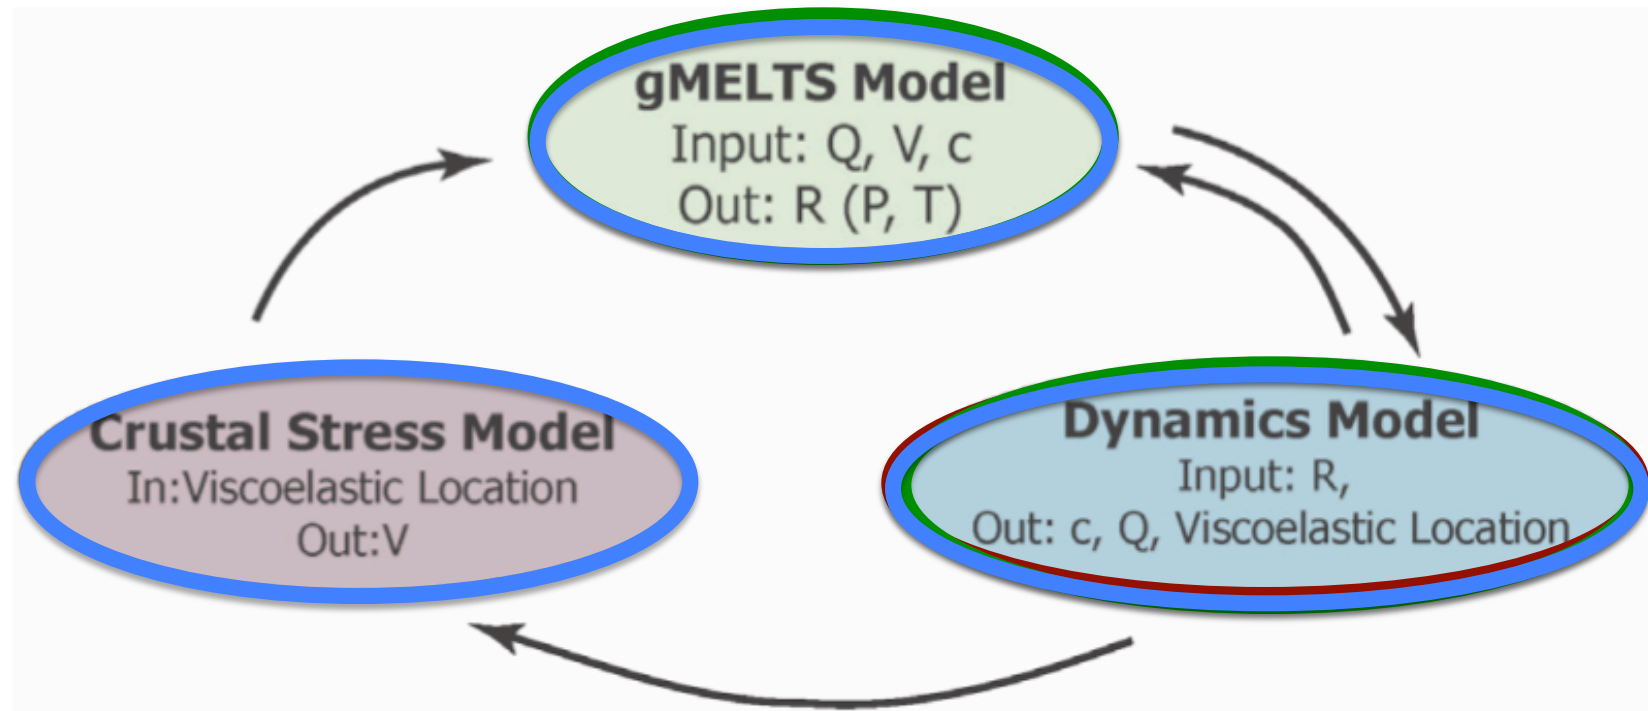 gMELTS Model
Input: Q, V, c
Out: R (P, T)
Crustal Stress Model
In:Viscoelastic Location
Out:V
Dynamics Model
Input: R,
Out: c, Q, Viscoelastic Location